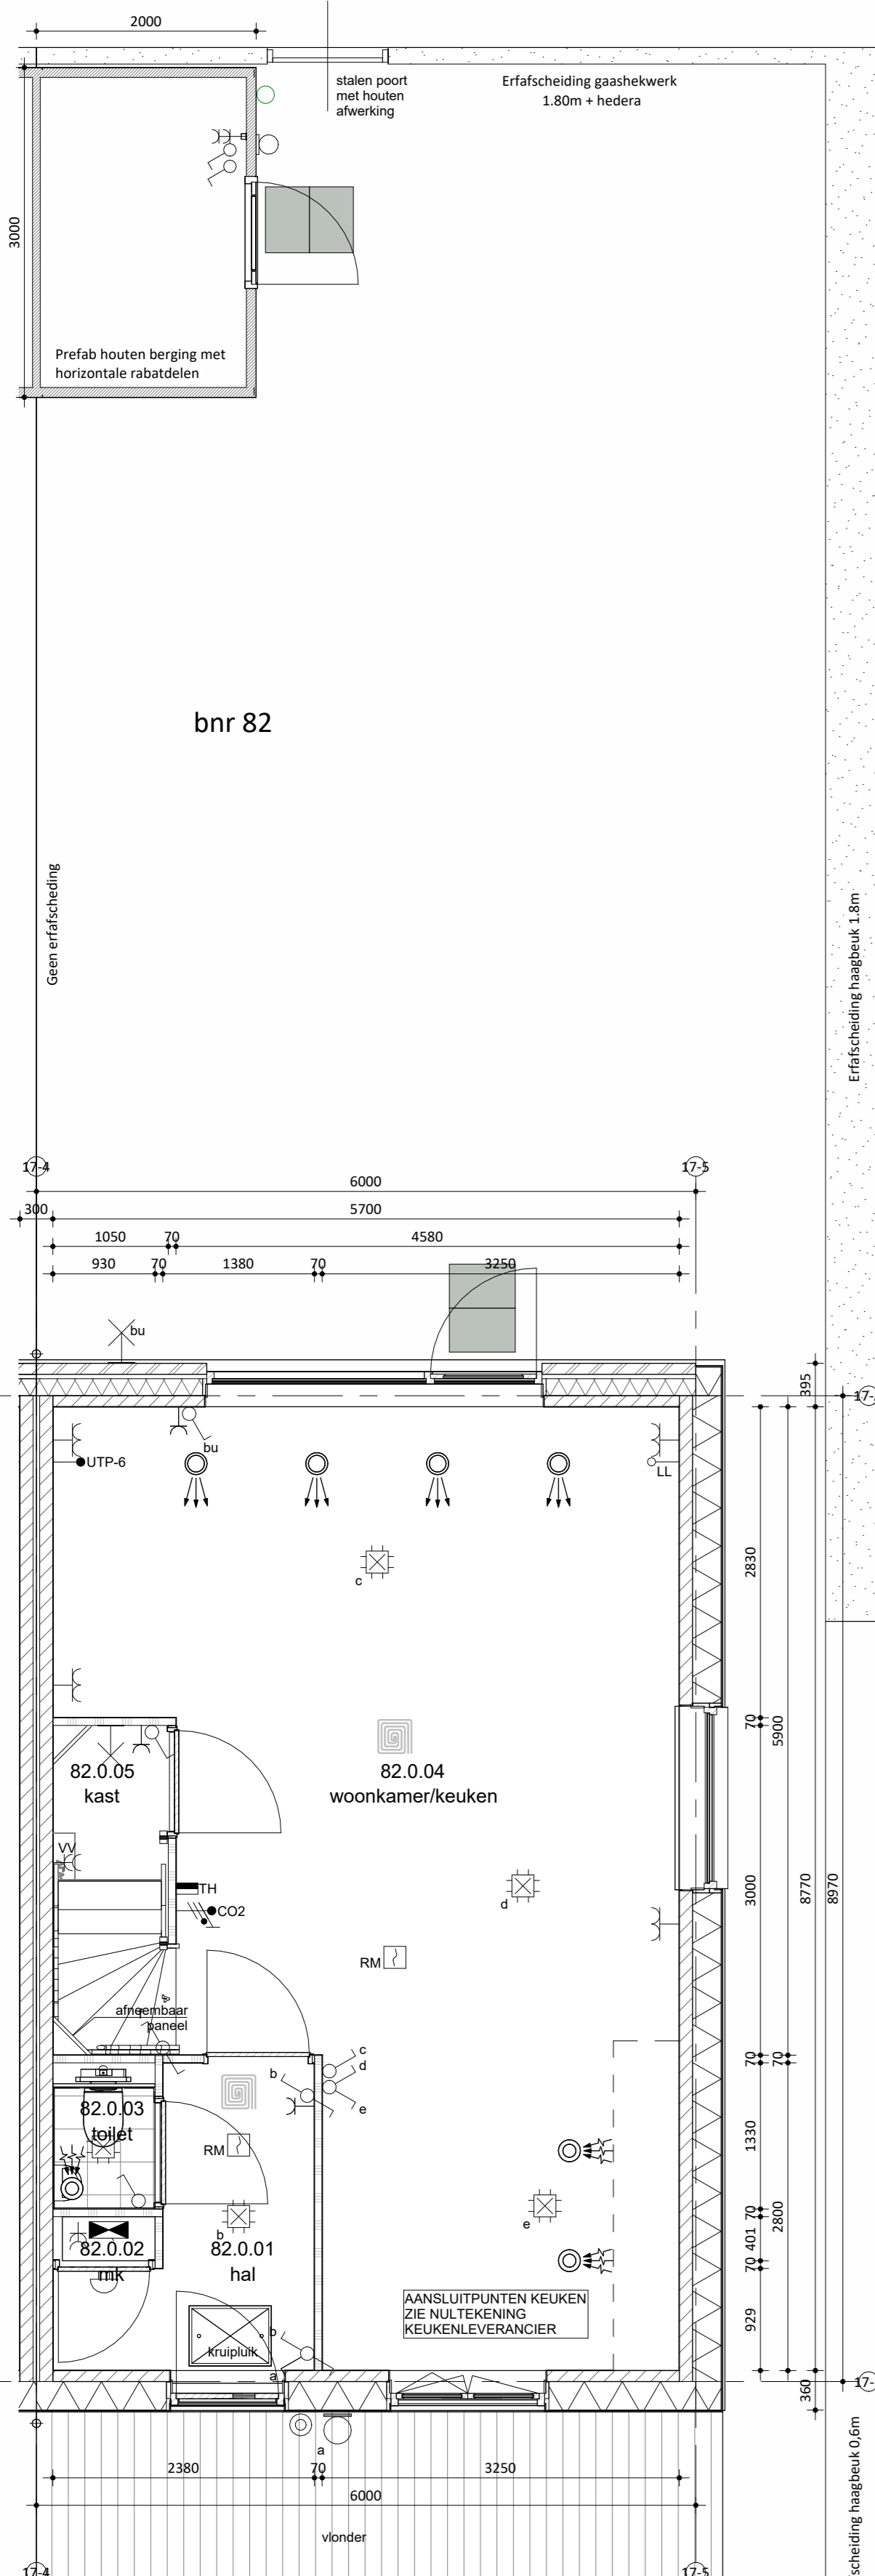 2000
stalen poort
met houten
afwerking
Erfafscheiding gaashekwerk
1.80m + hedera
3000
Prefab houten berging met
horizontale rabatdelen
bnr 82
Geen erfafscheding
Erfafscheiding haagbeuk 1.8m
17-4
17-5
6000
300
5700
1050
70
4580
930
70
1380
70
3250
bu
395
17-
bu
UTP-6
LL
c
2830
70
5900
82.0.05
kast
82.0.04
woonkamer/keuken
VV
TH
CO2
d
3000
8770
8970
RM
afneembaar
paneel
c
d
b
e
70
70
82.0.03
toilet
RM
1330
b
e
70
401
2800
82.0.02
mk
82.0.01
hal
70
AANSLUITPUNTEN KEUKEN
ZIE NULTEKENING
KEUKENLEVERANCIER
929
b
kruipluik
a
17-
360
a
2380
70
3250
6000
vlonder
scheiding haagbeuk 0,6m
17-4
17-5